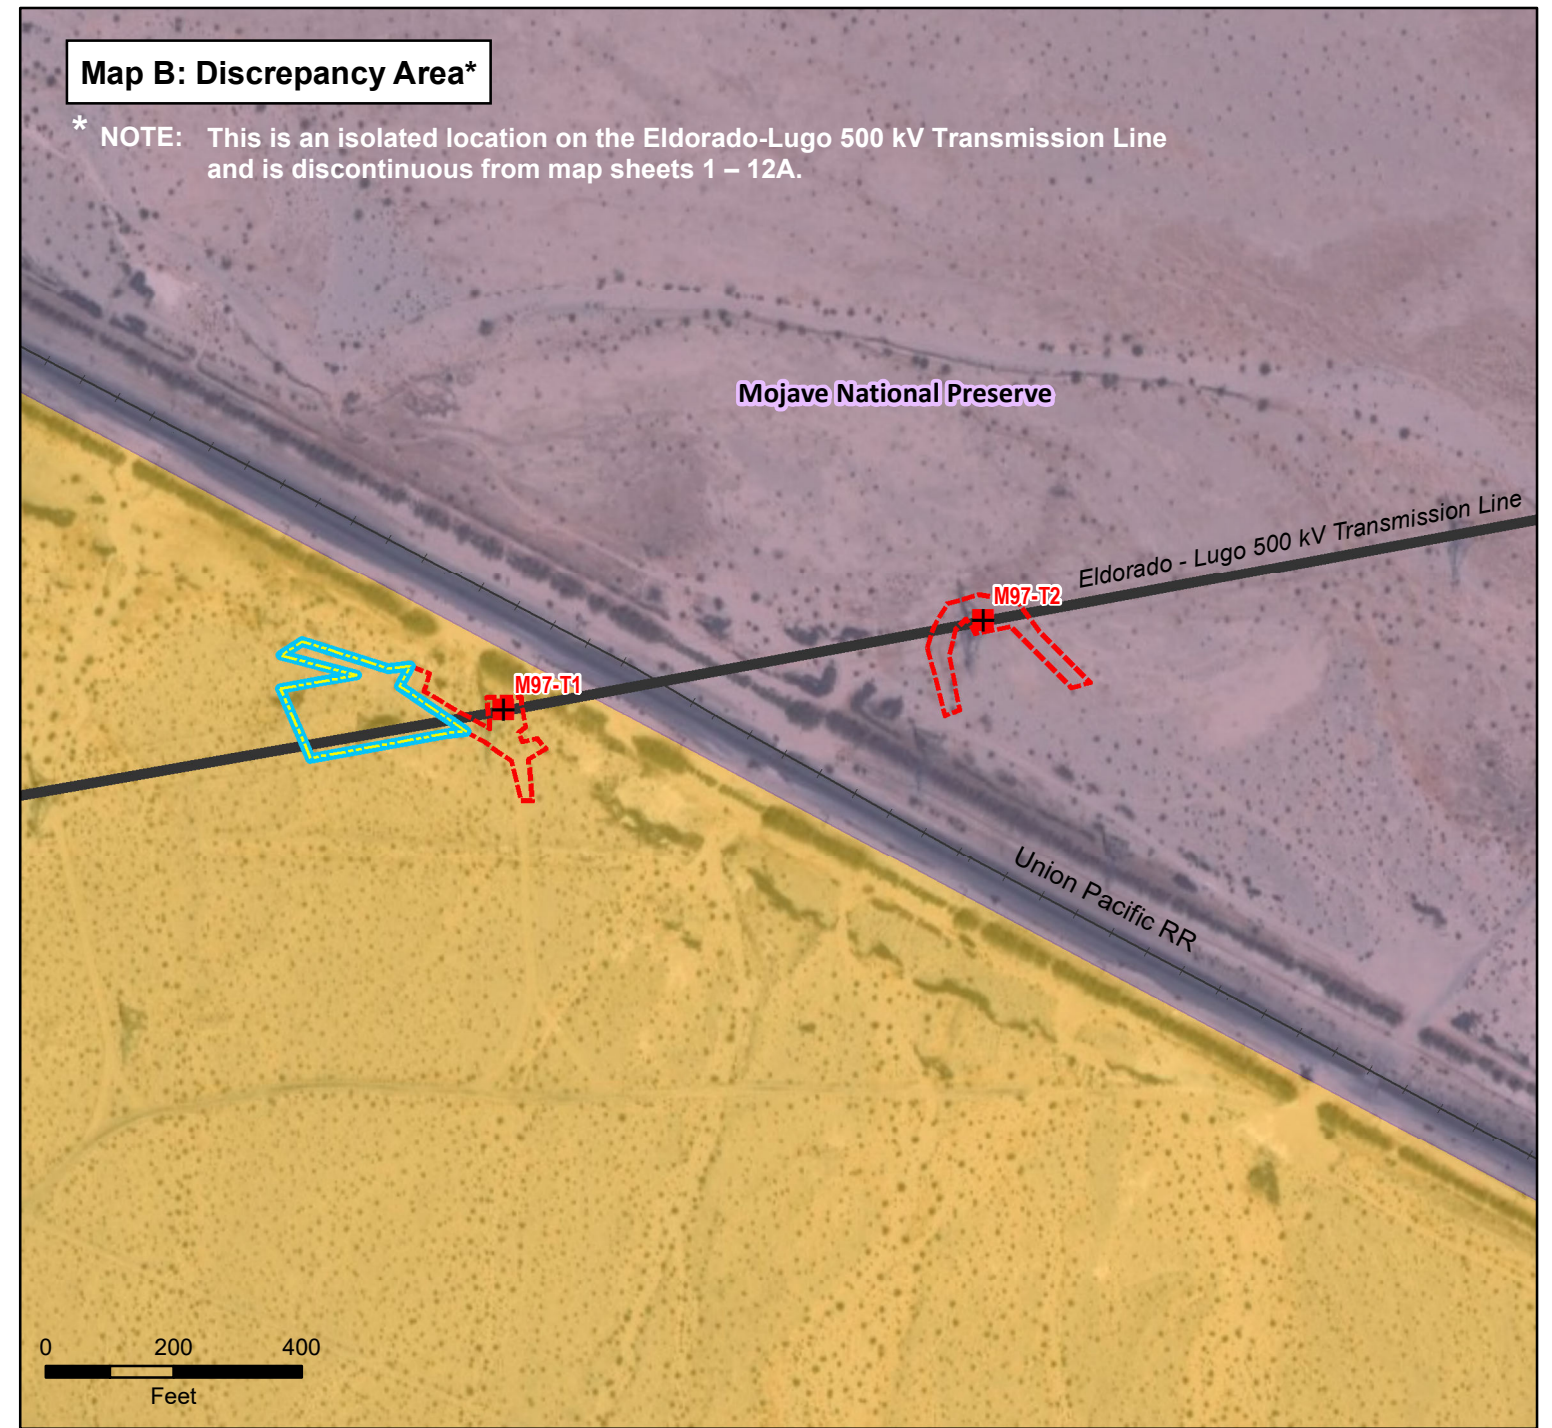 Map B: Discrepancy Area*
* NOTE: This is an isolated location on the Eldorado-Lugo 500 kV Transmission Line
and is discontinuous from map sheets 1 – 12A.
Mojave National Preserve
Eldorado - Lugo 500 kV Transmission Line
M97-T2
M97-T1
Union Pacific RR
0 200 400
Feet